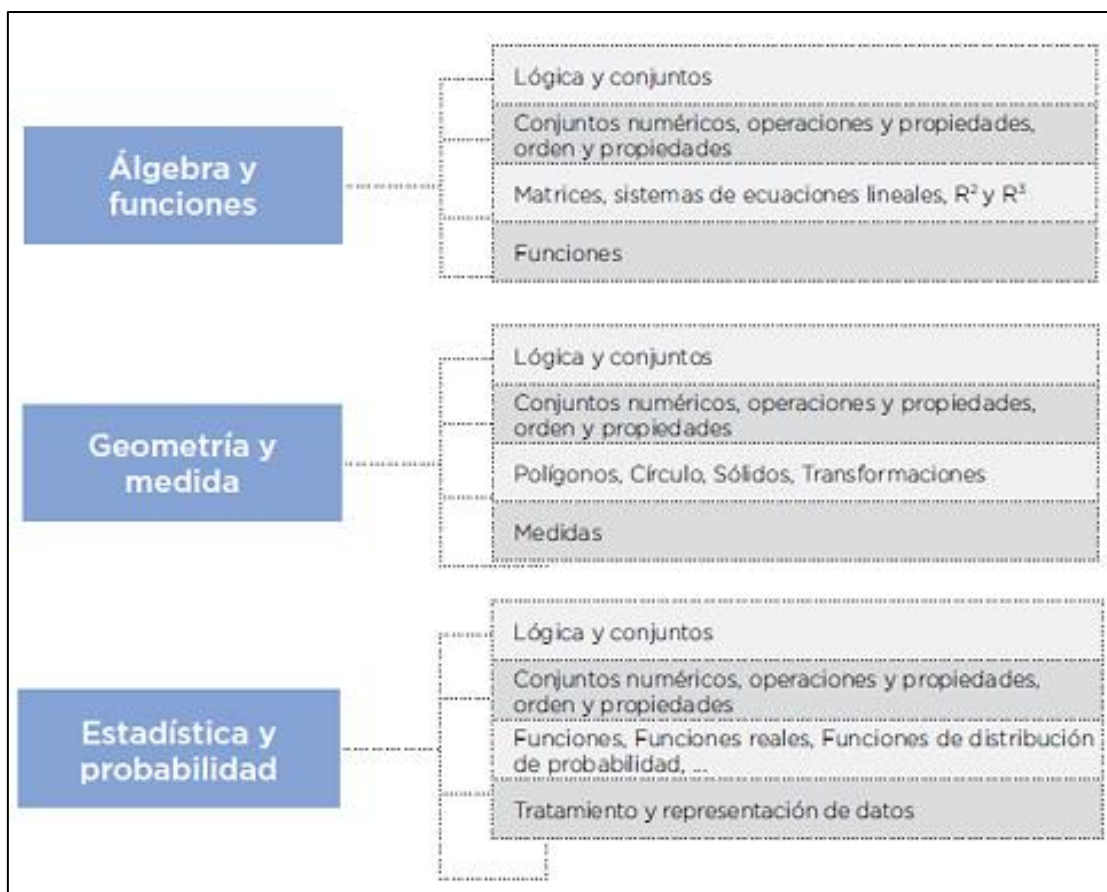 Álgebra y
funciones
Lógica y conjuntos
Conjuntos numéricos, operaciones y propiedades,
orden y propiedades
Matrices, sistemas de ecuaciones lineales, R² y R³
Funciones
Geometría y
medida
Lógica y conjuntos
Conjuntos numéricos, operaciones y propiedades,
orden y propiedades
Polígonos, Círculo, Sólidos, Transformaciones
Medidas
Estadística y
probabilidad
Lógica y conjuntos
Conjuntos numéricos, operaciones y propiedades,
orden y propiedades
Funciones, Funciones reales, Funciones de distribución
de probabilidad, ...
Tratamiento y representación de datos